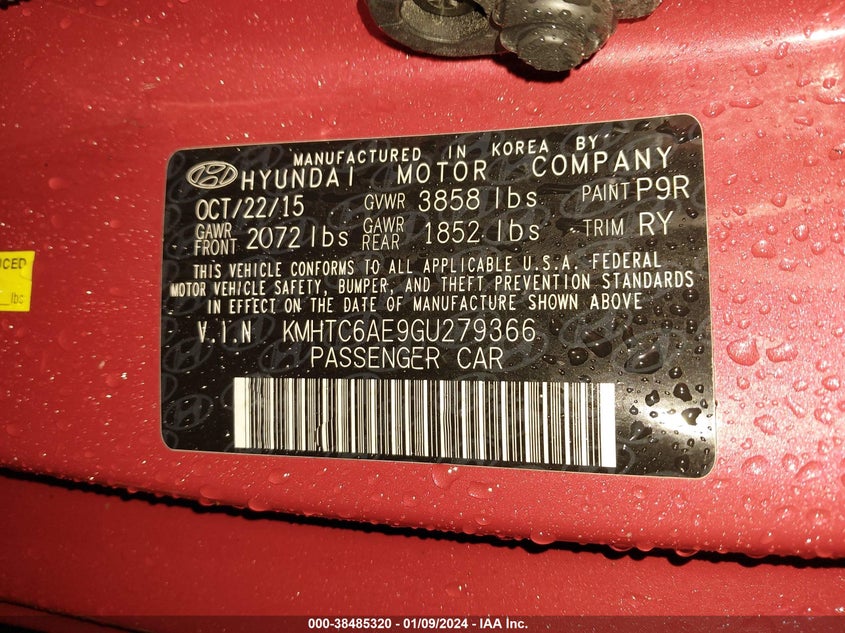 MANUFACTURED IN KOREA BY
HYUNDAI MOTOR COMPANY
OCT/22/15 GVWR 3858 lbs PAINT P9R
GAWR FRONT 2072 lbs GAWR REAR 1852 lbs TRIM RY
THIS VEHICLE CONFORMS TO ALL APPLICABLE U.S.A. FEDERAL
MOTOR VEHICLE SAFETY, BUMPER, AND THEFT PREVENTION STANDARDS
IN EFFECT ON THE DATE OF MANUFACTURE SHOWN ABOVE
V.I.N KMHTC6AE9GU279366
PASSENGER CAR
lbs
000-38485320 - 01/09/2024 - IAA Inc.